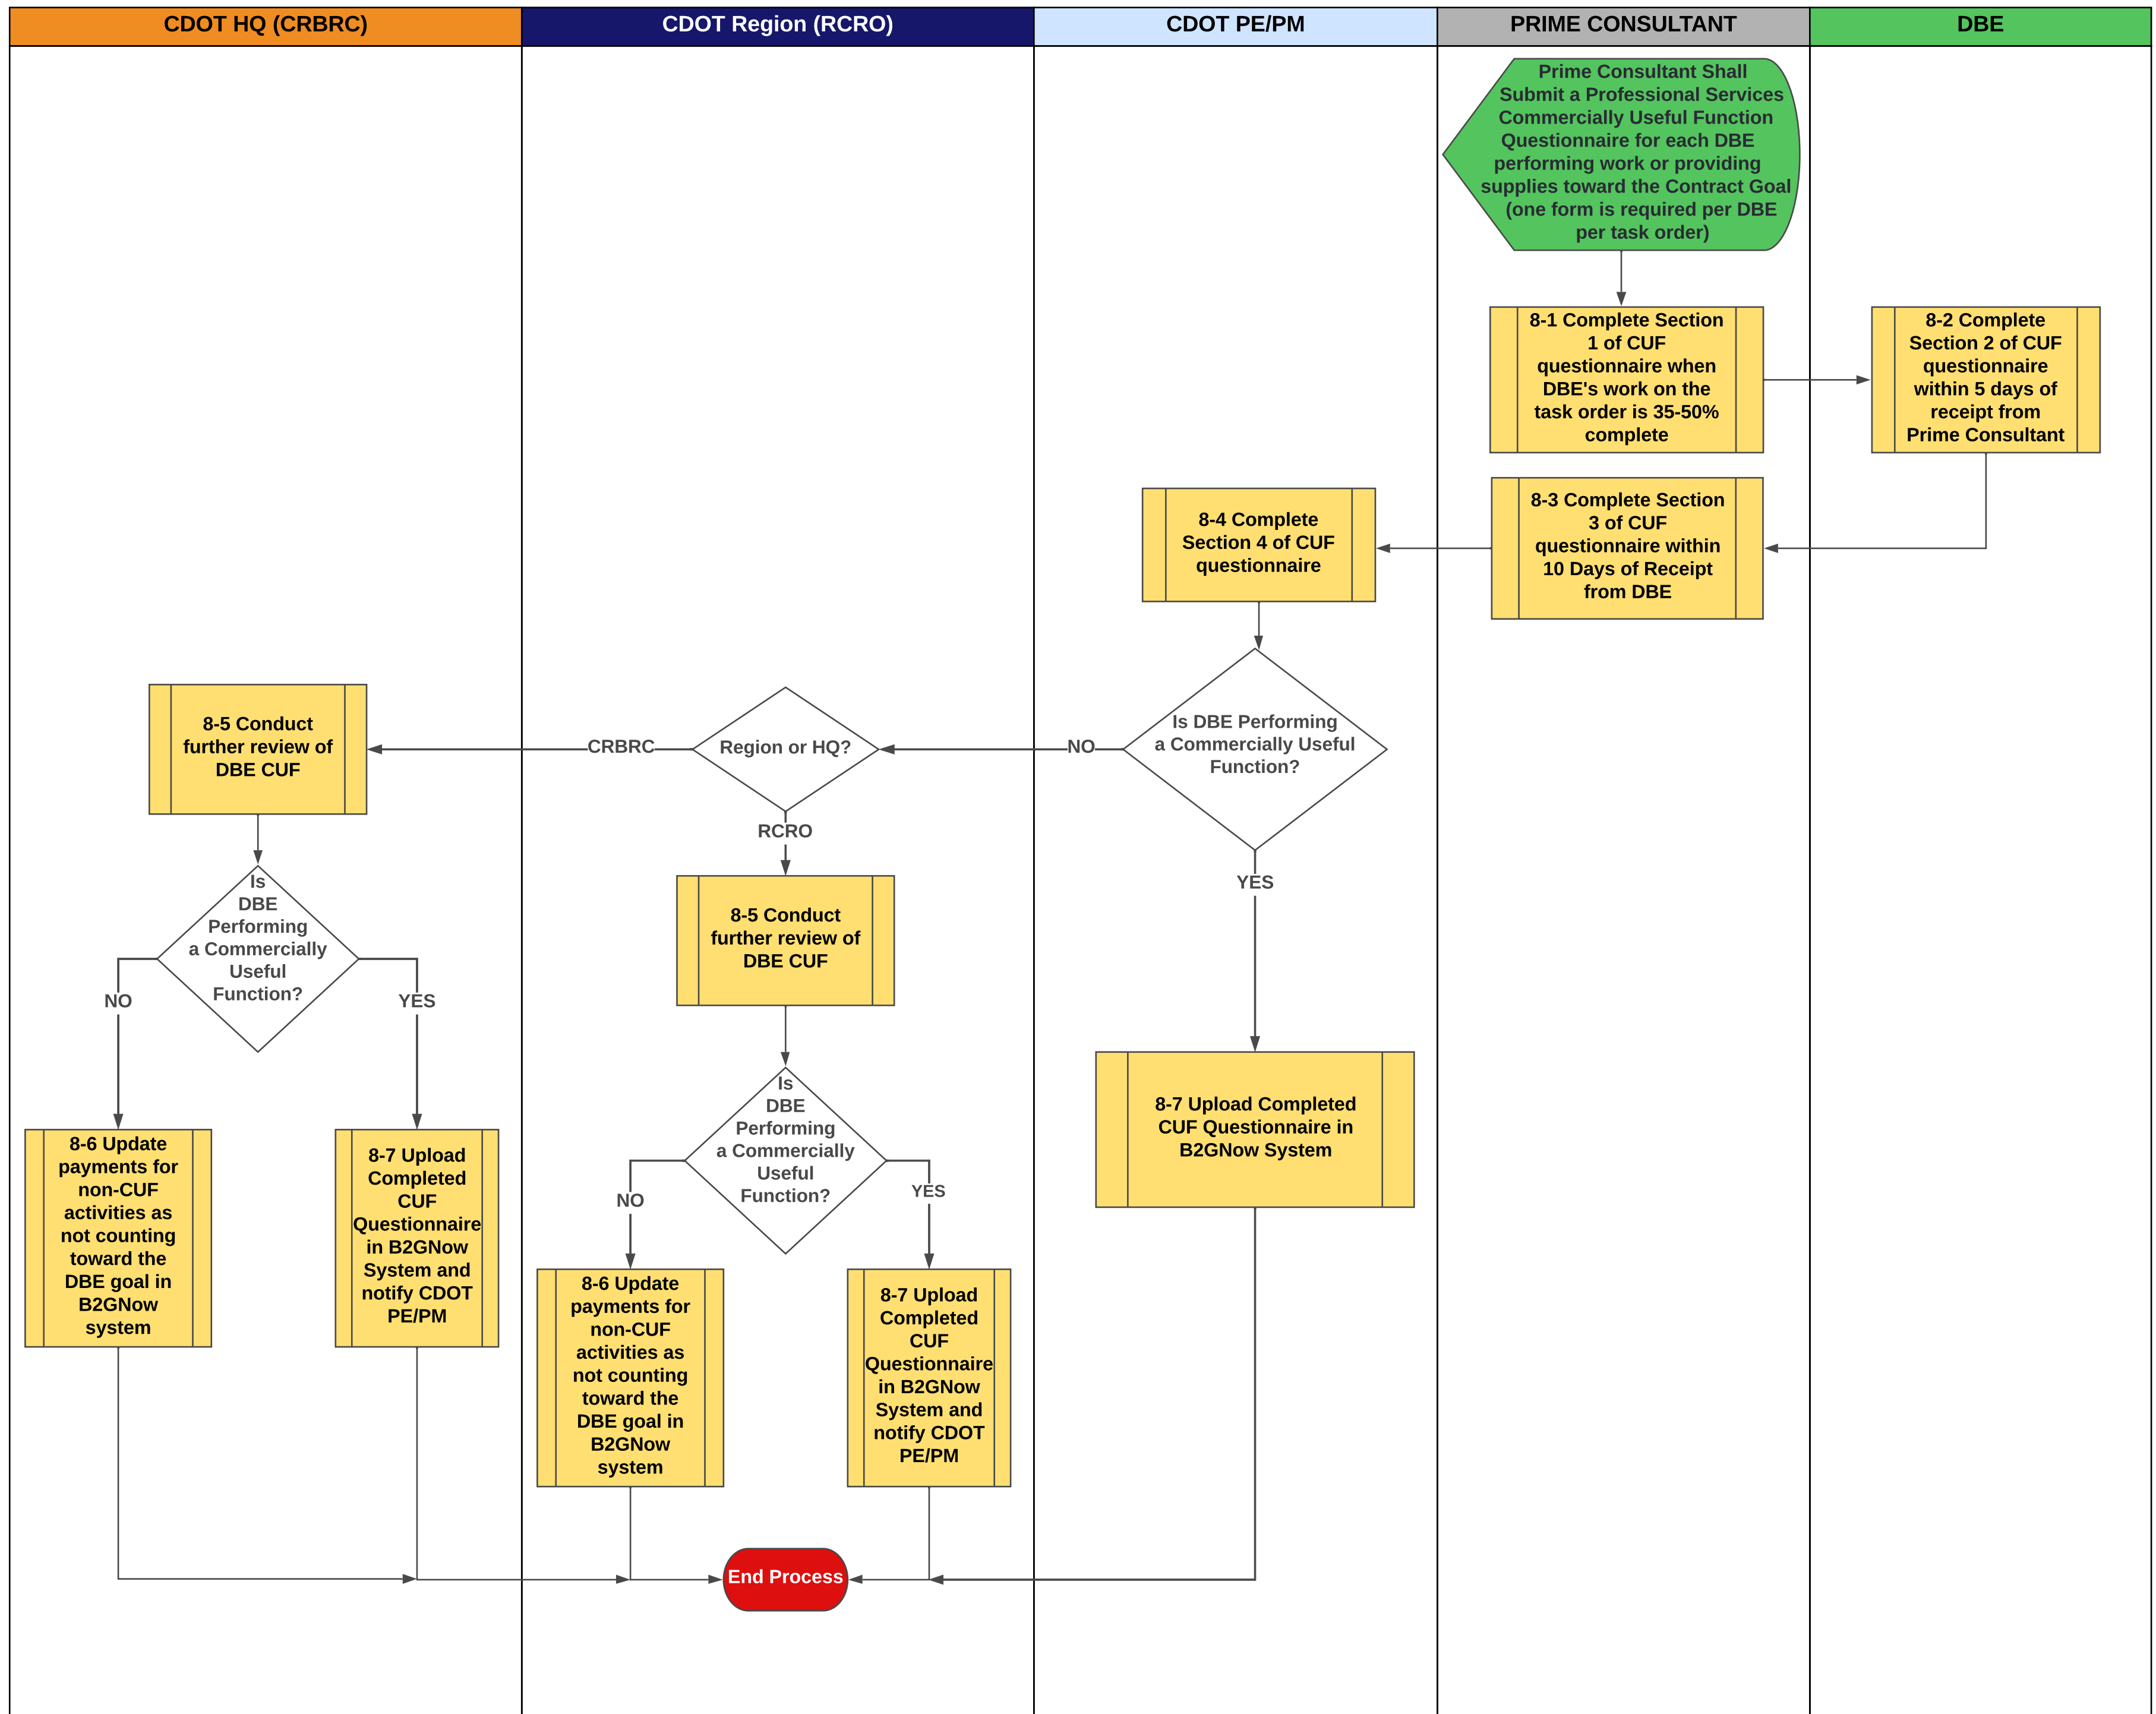 CDOT HQ (CRBRC)
CDOT Region (RCRO)
CDOT PE/PM
PRIME CONSULTANT
DBE
Prime Consultant Shall
Submit a Professional Services
Commercially Useful Function
Questionnaire for each DBE
performing work or providing
supplies toward the Contract Goal
(one form is required per DBE
per task order)
8-1 Complete Section
1 of CUF
questionnaire when
DBE's work on the
task order is 35-50%
complete
8-2 Complete
Section 2 of CUF
questionnaire
within 5 days of
receipt from
Prime Consultant
8-3 Complete Section
3 of CUF
questionnaire within
10 Days of Receipt
from DBE
8-4 Complete
Section 4 of CUF
questionnaire
Is DBE Performing
a Commercially Useful
Function?
NO
YES
Region or HQ?
CRBRC
RCRO
8-5 Conduct
further review of
DBE CUF
Is
DBE
Performing
a Commercially
Useful
Function?
NO
YES
8-6 Update
payments for
non-CUF
activities as
not counting
toward the
DBE goal in
B2GNow
system
8-7 Upload
Completed
CUF
Questionnaire
in B2GNow
System and
notify CDOT
PE/PM
8-5 Conduct
further review of
DBE CUF
Is
DBE
Performing
a Commercially
Useful
Function?
NO
YES
8-6 Update
payments for
non-CUF
activities as
not counting
toward the
DBE goal in
B2GNow
system
8-7 Upload
Completed
CUF
Questionnaire
in B2GNow
System and
notify CDOT
PE/PM
8-7 Upload Completed
CUF Questionnaire in
B2GNow System
End Process